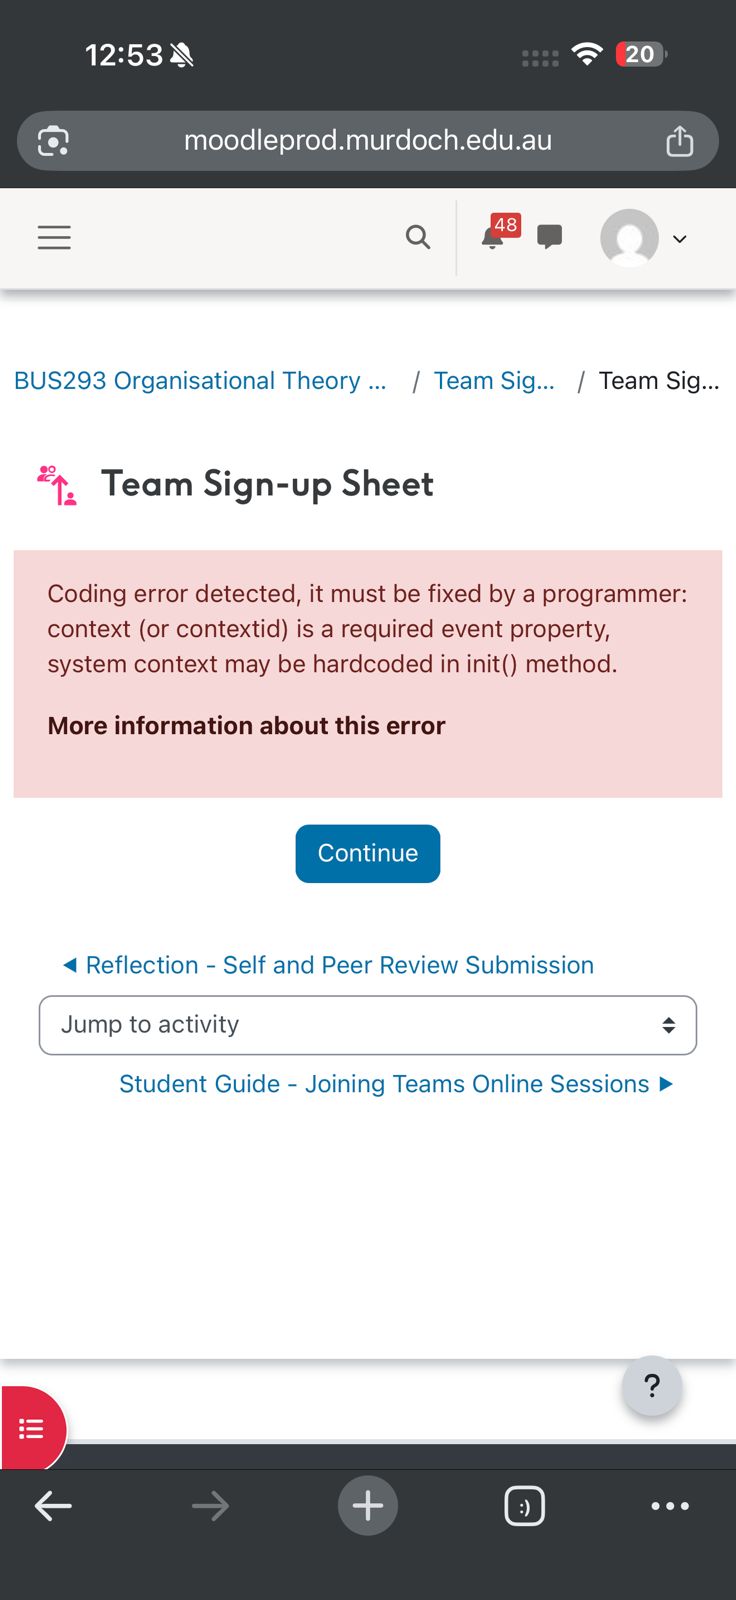 12:53
20
moodleprod.murdoch.edu.au
48
BUS293 Organisational Theory ... / Team Sig... / Team Sig...
Team Sign-up Sheet
Coding error detected, it must be fixed by a programmer:
context (or contextid) is a required event property,
system context may be hardcoded in init() method.
More information about this error
Continue
◄ Reflection - Self and Peer Review Submission
Jump to activity
Student Guide - Joining Teams Online Sessions ►
?
:)